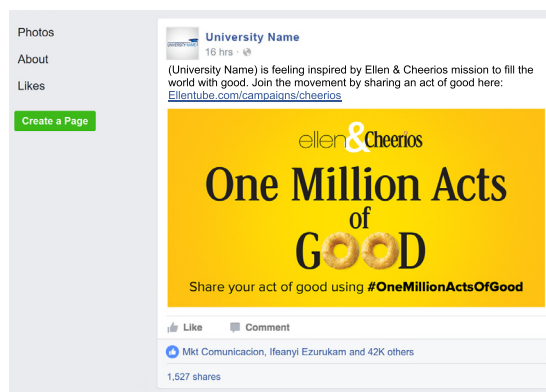 Photos
About
Likes
Create a Page
UNIVERSITY NAME
University Name
16 hrs ·
(University Name) is feeling inspired by Ellen & Cheerios mission to fill the
world with good. Join the movement by sharing an act of good here:
Ellentube.com/campaigns/cheerios
ellen & Cheerios
One Million Acts
of
GOOD
Share your act of good using #OneMillionActsOfGood
Like Comment
Mkt Comunicacion, Ifeanyi Ezurukam and 42K others
1,527 shares